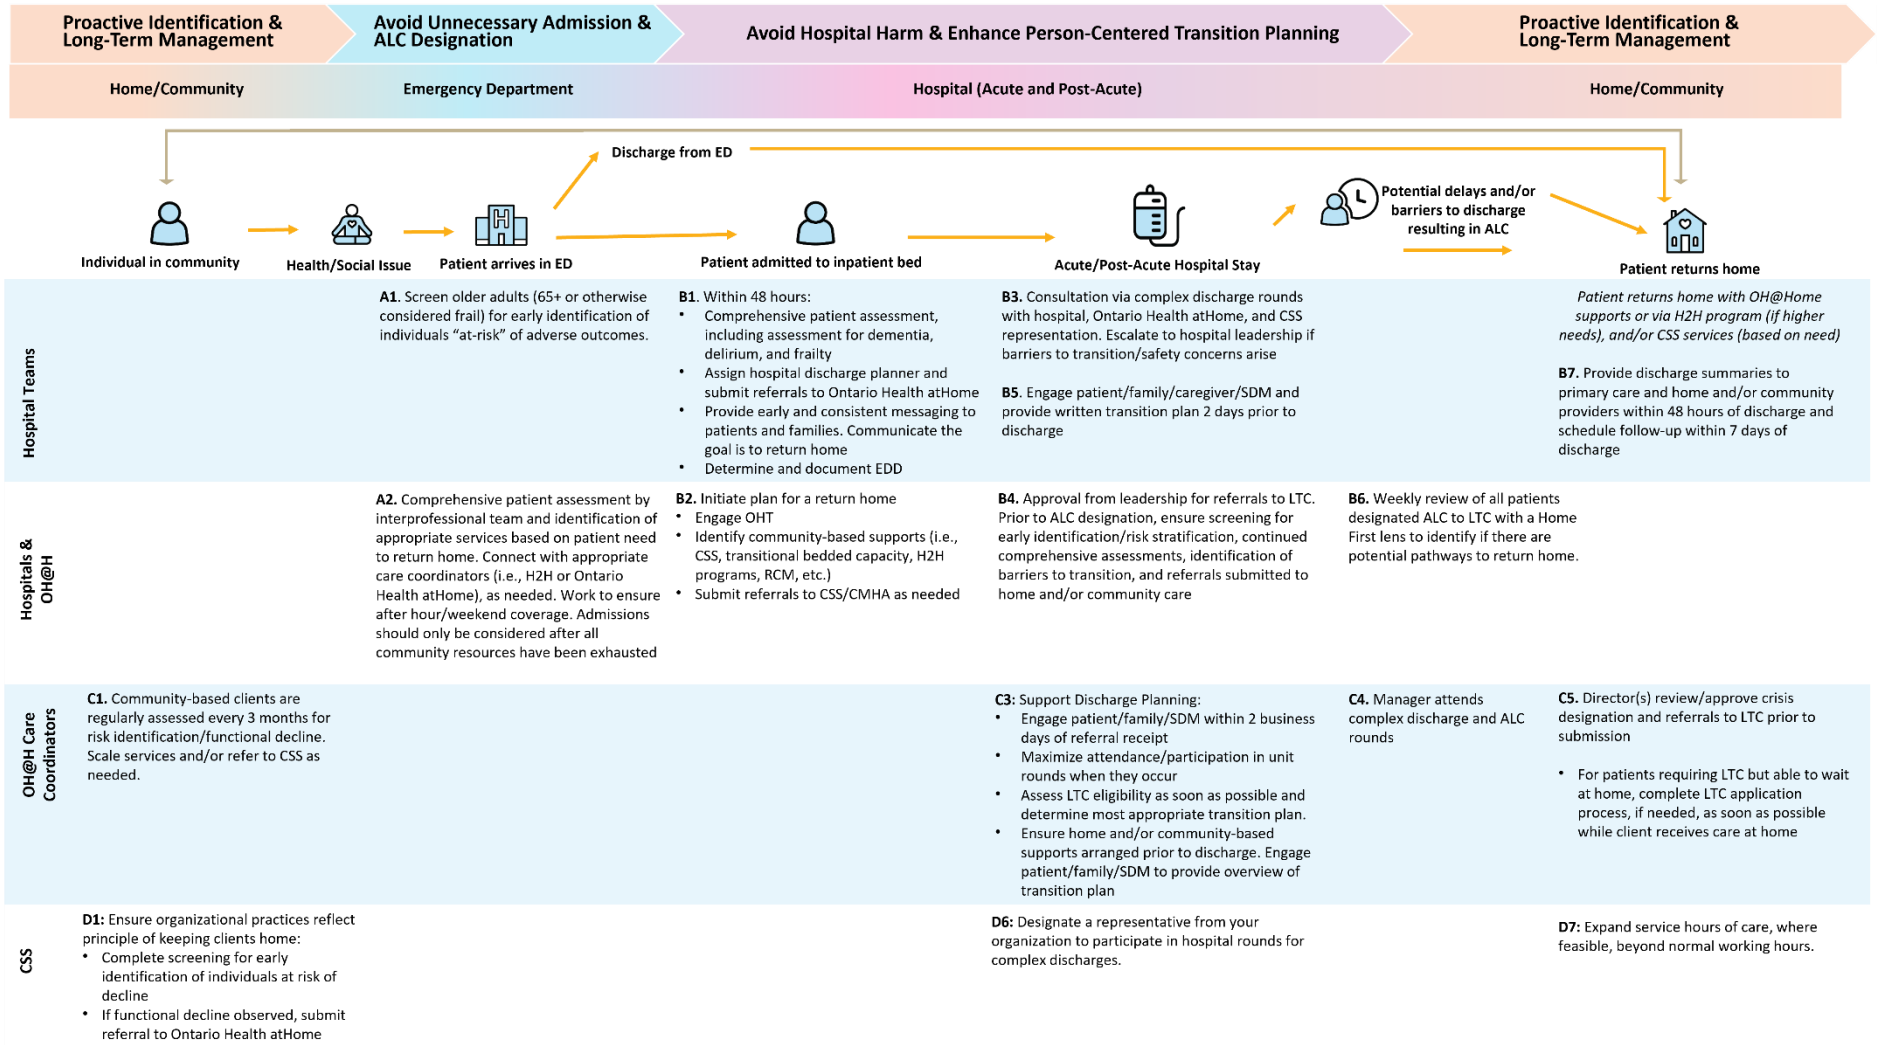 Proactive Identification &
Long-Term Management
Avoid Unnecessary Admission &
ALC Designation
Avoid Hospital Harm & Enhance Person-Centered Transition Planning
Proactive Identification &
Long-Term Management
Home/Community
Emergency Department
Hospital (Acute and Post-Acute)
Home/Community
Discharge from ED
Individual in community
Health/Social Issue
H
Patient arrives in ED
Patient admitted to inpatient bed
Acute/Post-Acute Hospital Stay
Potential delays and/or
barriers to discharge
resulting in ALC
Patient returns home
Hospital Teams
A1. Screen older adults (65+ or otherwise
considered frail) for early identification of
individuals “at-risk” of adverse outcomes.
B1. Within 48 hours:
• Comprehensive patient assessment,
including assessment for dementia,
delirium, and frailty
• Assign hospital discharge planner and
submit referrals to Ontario Health atHome
• Provide early and consistent messaging to
patients and families. Communicate the
goal is to return home
• Determine and document EDD
B3. Consultation via complex discharge rounds
with hospital, Ontario Health atHome, and CSS
representation. Escalate to hospital leadership if
barriers to transition/safety concerns arise
B5. Engage patient/family/caregiver/SDM and
provide written transition plan 2 days prior to
discharge
Patient returns home with OH@Home
supports or via H2H program (if higher
needs), and/or CSS services (based on need)
B7. Provide discharge summaries to
primary care and home and/or community
providers within 48 hours of discharge and
schedule follow-up within 7 days of
discharge
Hospitals &
OH@H
A2. Comprehensive patient assessment by
interprofessional team and identification of
appropriate services based on patient need
to return home. Connect with appropriate
care coordinators (i.e., H2H or Ontario
Health atHome), as needed. Work to ensure
after hour/weekend coverage. Admissions
should only be considered after all
community resources have been exhausted
B2. Initiate plan for a return home
• Engage OHT
• Identify community-based supports (i.e.,
CSS, transitional bedded capacity, H2H
programs, RCM, etc.)
• Submit referrals to CSS/CMHA as needed
B4. Approval from leadership for referrals to LTC.
Prior to ALC designation, ensure screening for
early identification/risk stratification, continued
comprehensive assessments, identification of
barriers to transition, and referrals submitted to
home and/or community care
B6. Weekly review of all patients
designated ALC to LTC with a Home
First lens to identify if there are
potential pathways to return home.
OH@H Care
Coordinators
C1. Community-based clients are
regularly assessed every 3 months for
risk identification/functional decline.
Scale services and/or refer to CSS as
needed.
C3: Support Discharge Planning:
• Engage patient/family/SDM within 2 business
days of referral receipt
• Maximize attendance/participation in unit
rounds when they occur
• Assess LTC eligibility as soon as possible and
determine most appropriate transition plan.
• Ensure home and/or community-based
supports arranged prior to discharge. Engage
patient/family/SDM to provide overview of
transition plan
C4. Manager attends
complex discharge and ALC
rounds
C5. Director(s) review/approve crisis
designation and referrals to LTC prior to
submission
• For patients requiring LTC but able to wait
at home, complete LTC application
process, if needed, as soon as possible
while client receives care at home
CSS
D1: Ensure organizational practices reflect
principle of keeping clients home:
• Complete screening for early
identification of individuals at risk of
decline
• If functional decline observed, submit
referral to Ontario Health atHome
D6: Designate a representative from your
organization to participate in hospital rounds for
complex discharges.
D7: Expand service hours of care, where
feasible, beyond normal working hours.